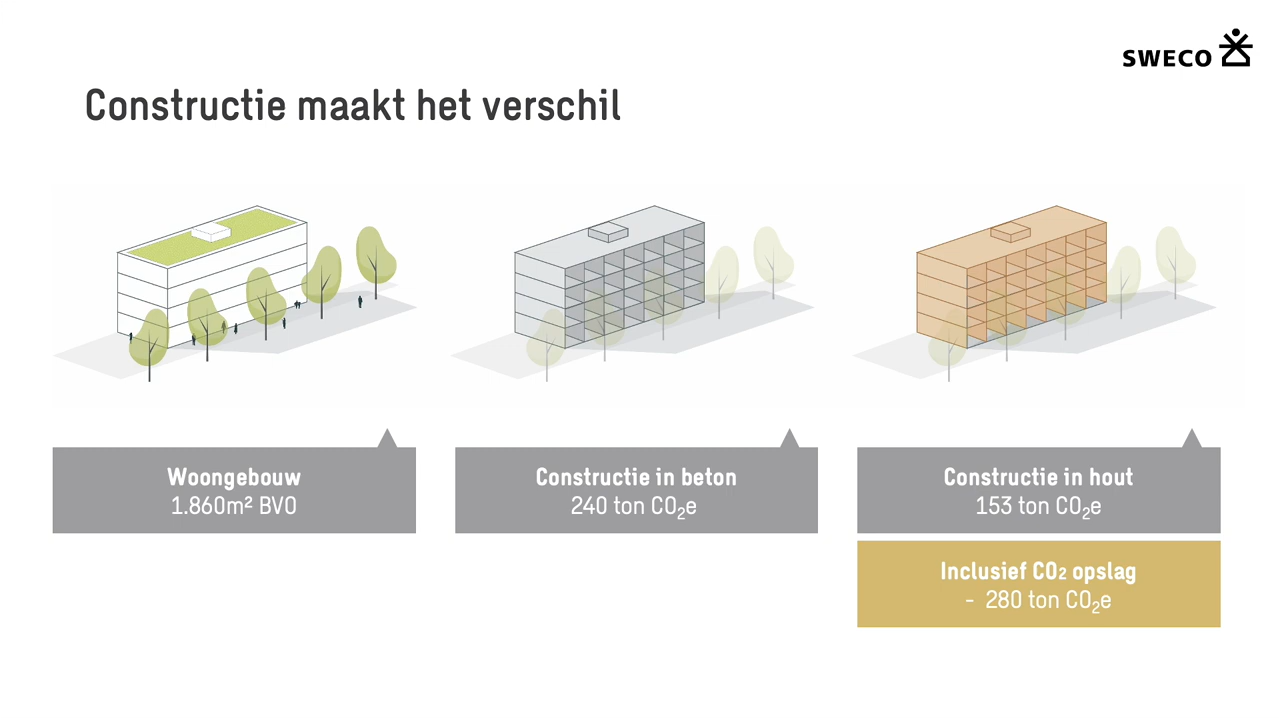 SWECO
Constructie maakt het verschil
Woongebouw
1.860m² BVO
Constructie in beton
240 ton CO₂e
Constructie in hout
153 ton CO₂e
Inclusief CO₂ opslag
- 280 ton CO₂e